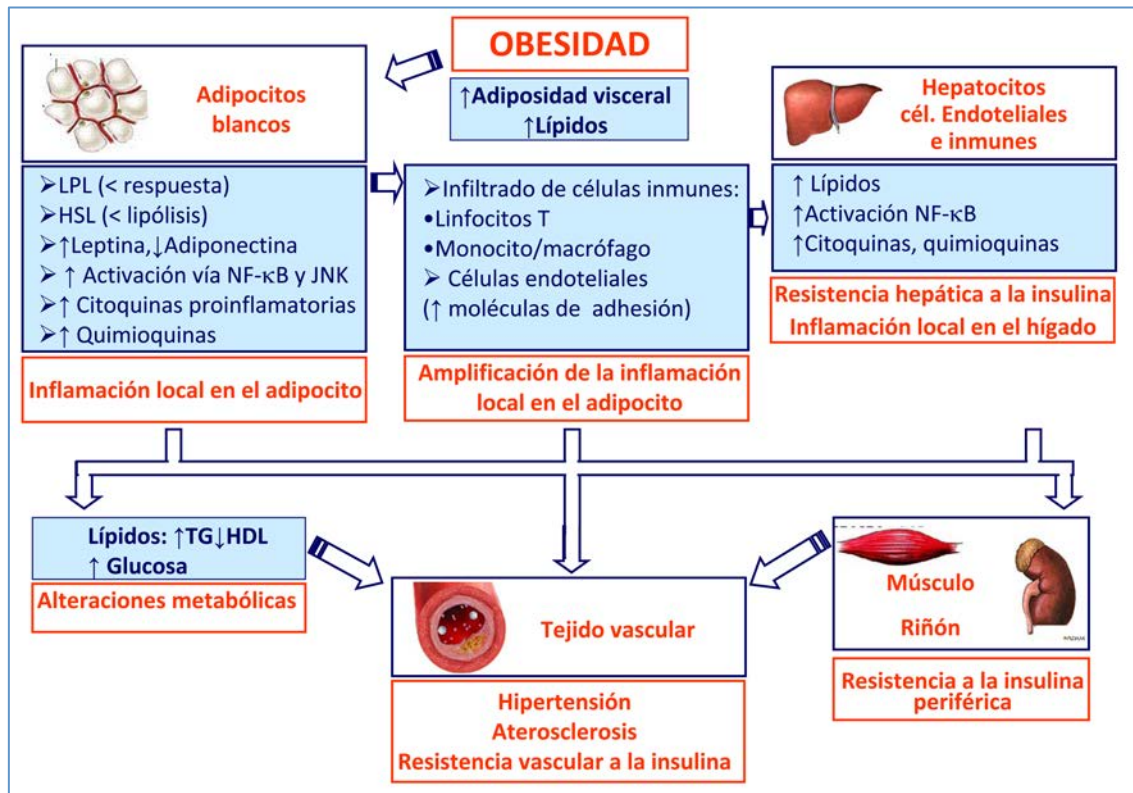 OBESIDAD
↑Adiposidad visceral
↑Lípidos
Adipocitos
blancos
➢LPL (< respuesta)
➢HSL (< lipólisis)
➢↑Leptina,↓Adiponectina
➢ ↑ Activación vía NF-κB y JNK
➢↑ Citoquinas proinflamatorias
➢↑ Quimioquinas
Inflamación local en el adipocito
➢Infiltrado de células inmunes:
•Linfocitos T
•Monocito/macrófago
➢ Células endoteliales
(↑ moléculas de adhesión)
Amplificación de la inflamación
local en el adipocito
Hepatocitos
cél. Endoteliales
e inmunes
↑ Lípidos
↑Activación NF-κB
↑Citoquinas, quimioquinas
Resistencia hepática a la insulina
Inflamación local en el hígado
Lípidos: ↑TG↓HDL
↑ Glucosa
Alteraciones metabólicas
Tejido vascular
Hipertensión
Aterosclerosis
Resistencia vascular a la insulina
Músculo
Riñón
Resistencia a la insulina
periférica